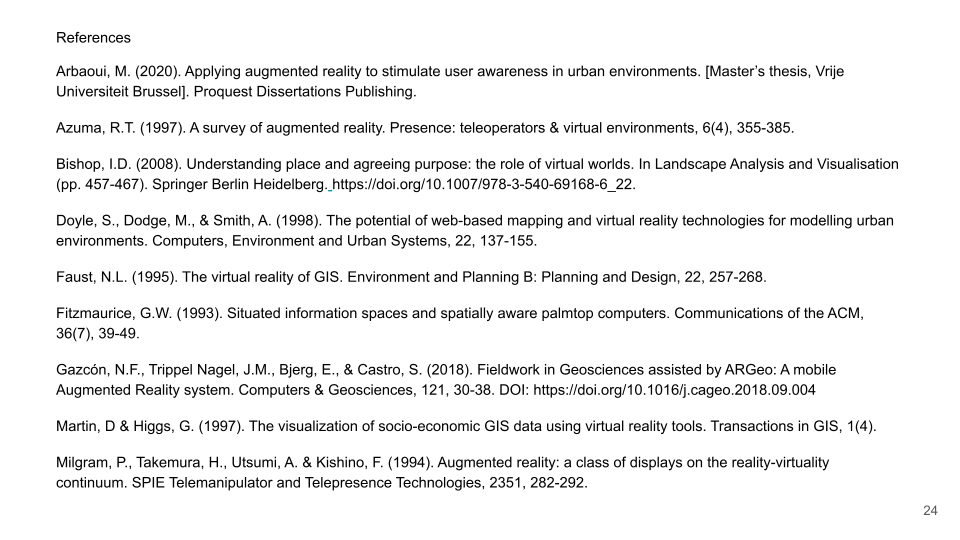 References
Arbaoui, M. (2020). Applying augmented reality to stimulate user awareness in urban environments. [Master’s thesis, Vrije
Universiteit Brussel]. Proquest Dissertations Publishing.
Azuma, R.T. (1997). A survey of augmented reality. Presence: teleoperators & virtual environments, 6(4), 355-385.
Bishop, I.D. (2008). Understanding place and agreeing purpose: the role of virtual worlds. In Landscape Analysis and Visualisation
(pp. 457-467). Springer Berlin Heidelberg. https://doi.org/10.1007/978-3-540-69168-6_22.
Doyle, S., Dodge, M., & Smith, A. (1998). The potential of web-based mapping and virtual reality technologies for modelling urban
environments. Computers, Environment and Urban Systems, 22, 137-155.
Faust, N.L. (1995). The virtual reality of GIS. Environment and Planning B: Planning and Design, 22, 257-268.
Fitzmaurice, G.W. (1993). Situated information spaces and spatially aware palmtop computers. Communications of the ACM,
36(7), 39-49.
Gazcón, N.F., Trippel Nagel, J.M., Bjerg, E., & Castro, S. (2018). Fieldwork in Geosciences assisted by ARGeo: A mobile
Augmented Reality system. Computers & Geosciences, 121, 30-38. DOI: https://doi.org/10.1016/j.cageo.2018.09.004
Martin, D & Higgs, G. (1997). The visualization of socio-economic GIS data using virtual reality tools. Transactions in GIS, 1(4).
Milgram, P., Takemura, H., Utsumi, A. & Kishino, F. (1994). Augmented reality: a class of displays on the reality-virtuality
continuum. SPIE Telemanipulator and Telepresence Technologies, 2351, 282-292.
24